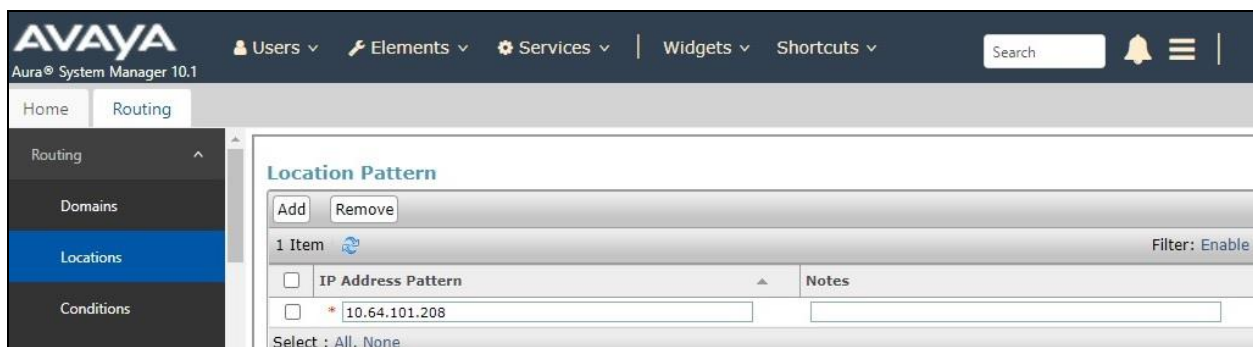 AVAYA
Aura® System Manager 10.1
Users Elements Services | Widgets Shortcuts Search
Home Routing
Routing
Domains
Locations
Conditions
Location Pattern
Add Remove
1 Item Filter: Enable
IP Address Pattern Notes
* 10.64.101.208
Select : All, None